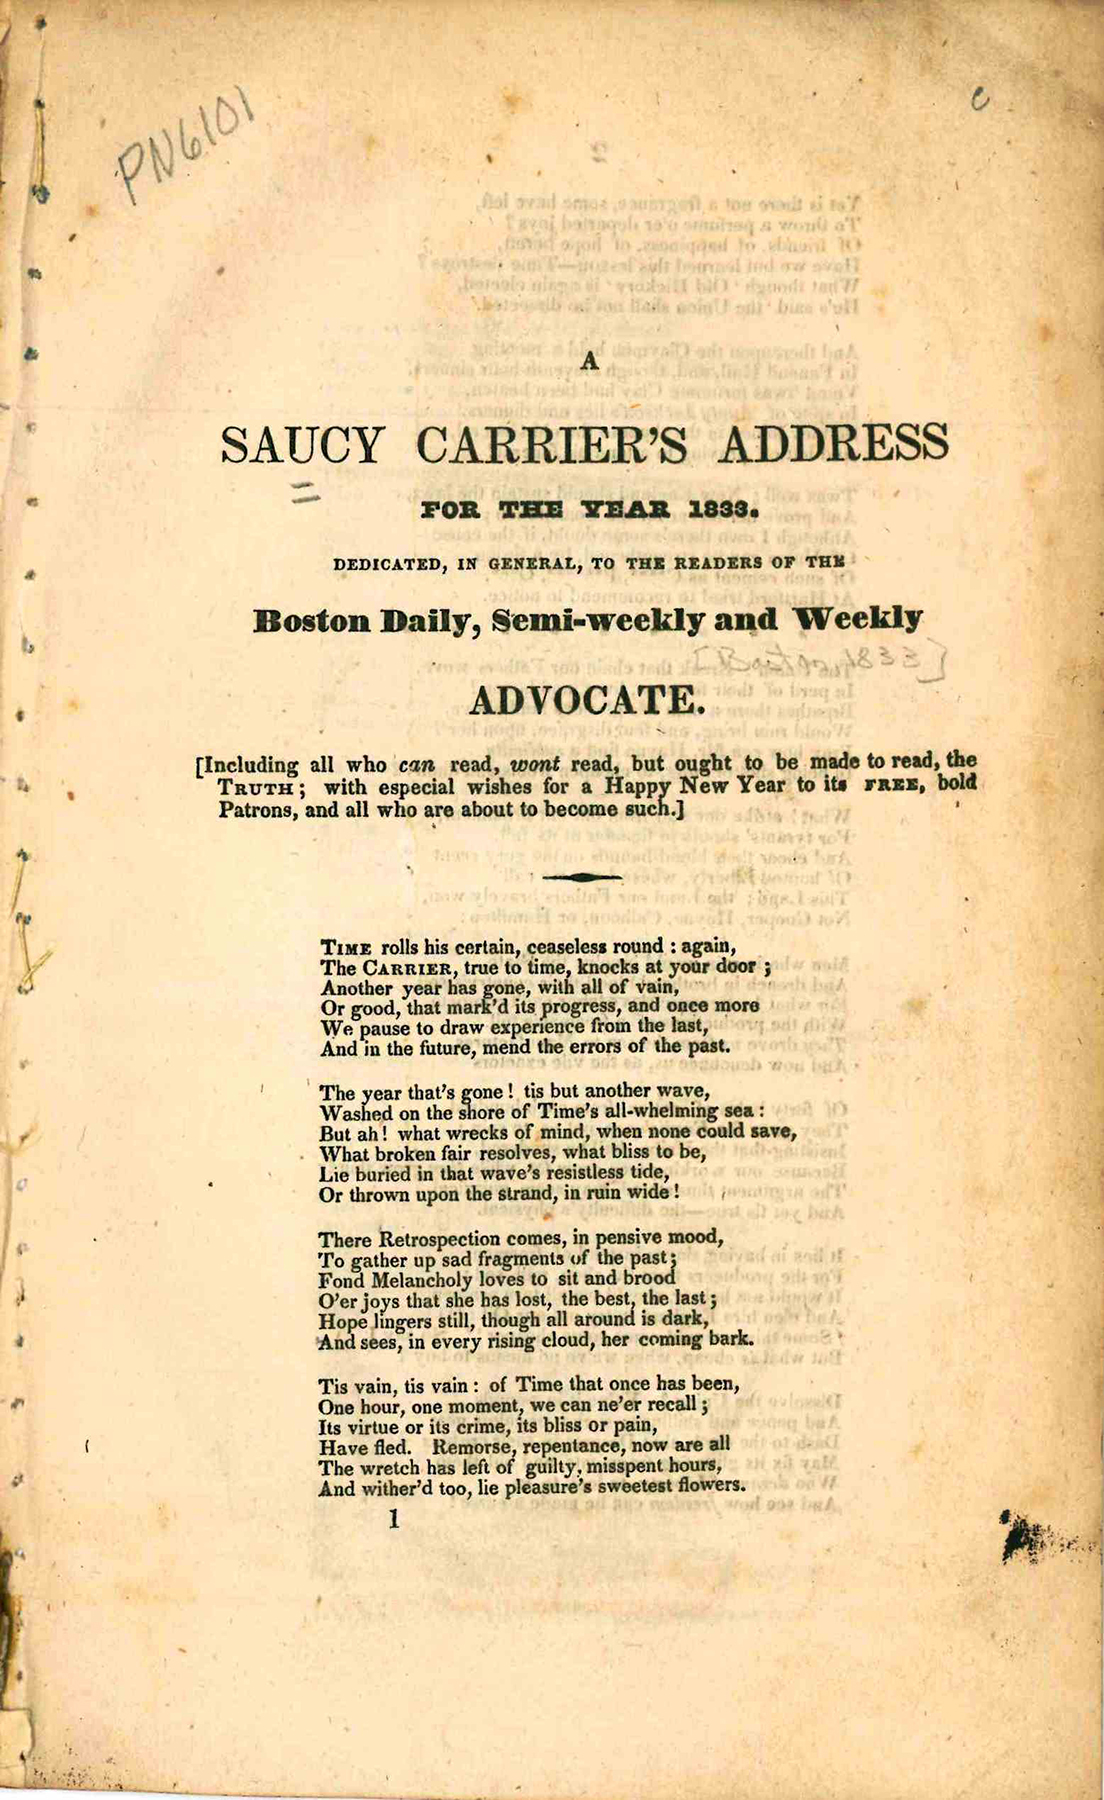 PN6101
c
A
SAUCY CARRIER'S ADDRESS
FOR THE YEAR 1833.
DEDICATED, IN GENERAL, TO THE READERS OF THE
Boston Daily, Semi-weekly and Weekly
[Boston, 1833]
ADVOCATE.
[Including all who can read, wont read, but ought to be made to read, the
TRUTH; with especial wishes for a Happy New Year to its FREE, bold
Patrons, and all who are about to become such.]
TIME rolls his certain, ceaseless round : again,
The CARRIER, true to time, knocks at your door ;
Another year has gone, with all of vain,
Or good, that mark'd its progress, and once more
We pause to draw experience from the last,
And in the future, mend the errors of the past.
The year that's gone ! tis but another wave,
Washed on the shore of Time's all-whelming sea :
But ah ! what wrecks of mind, when none could save,
What broken fair resolves, what bliss to be,
Lie buried in that wave's resistless tide,
Or thrown upon the strand, in ruin wide !
There Retrospection comes, in pensive mood,
To gather up sad fragments of the past;
Fond Melancholy loves to sit and brood
O'er joys that she has lost, the best, the last ;
Hope lingers still, though all around is dark,
And sees, in every rising cloud, her coming bark.
Tis vain, tis vain : of Time that once has been,
One hour, one moment, we can ne'er recall ;
Its virtue or its crime, its bliss or pain,
Have fled. Remorse, repentance, now are all
The wretch has left of guilty, misspent hours,
And wither'd too, lie pleasure's sweetest flowers.
1